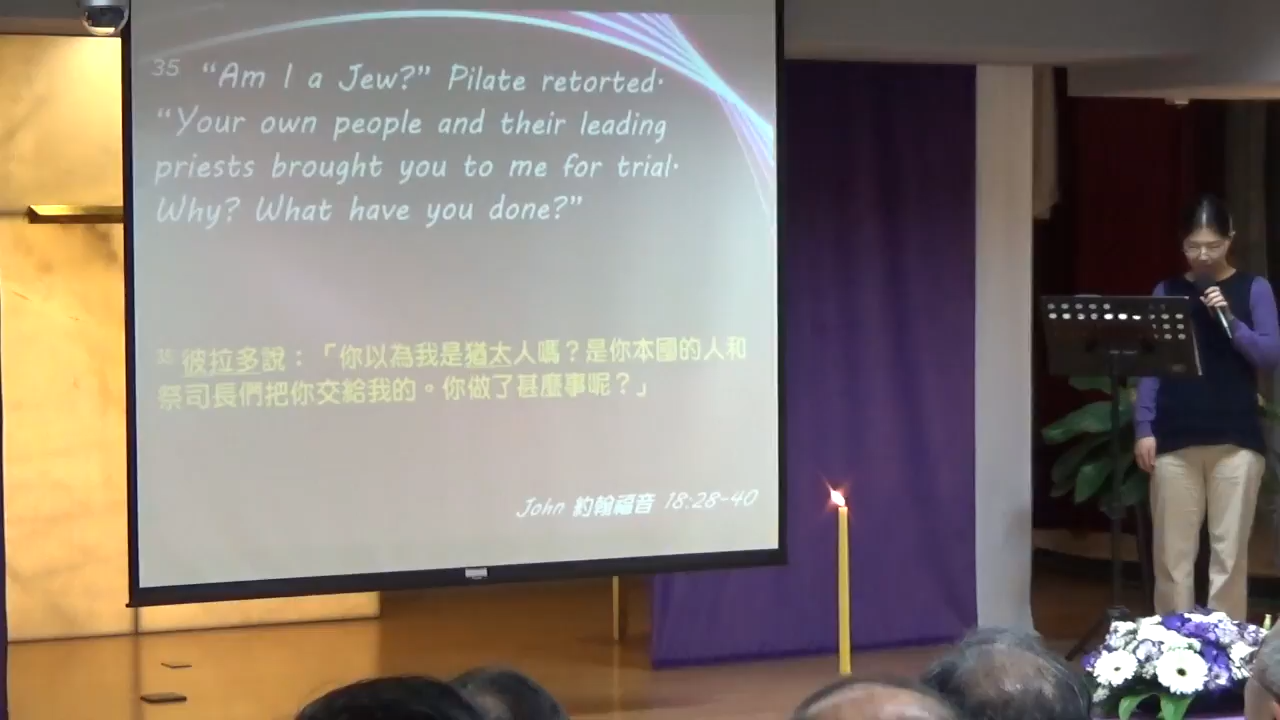 35 “Am I a Jew?” Pilate retorted.
“Your own people and their leading
priests brought you to me for trial.
Why? What have you done?”
35 彼拉多說：「你以為我是猶太人嗎？是你本國的人和
祭司長們把你交給我的。你做了甚麼事呢？」
John 約翰福音 18:28-40